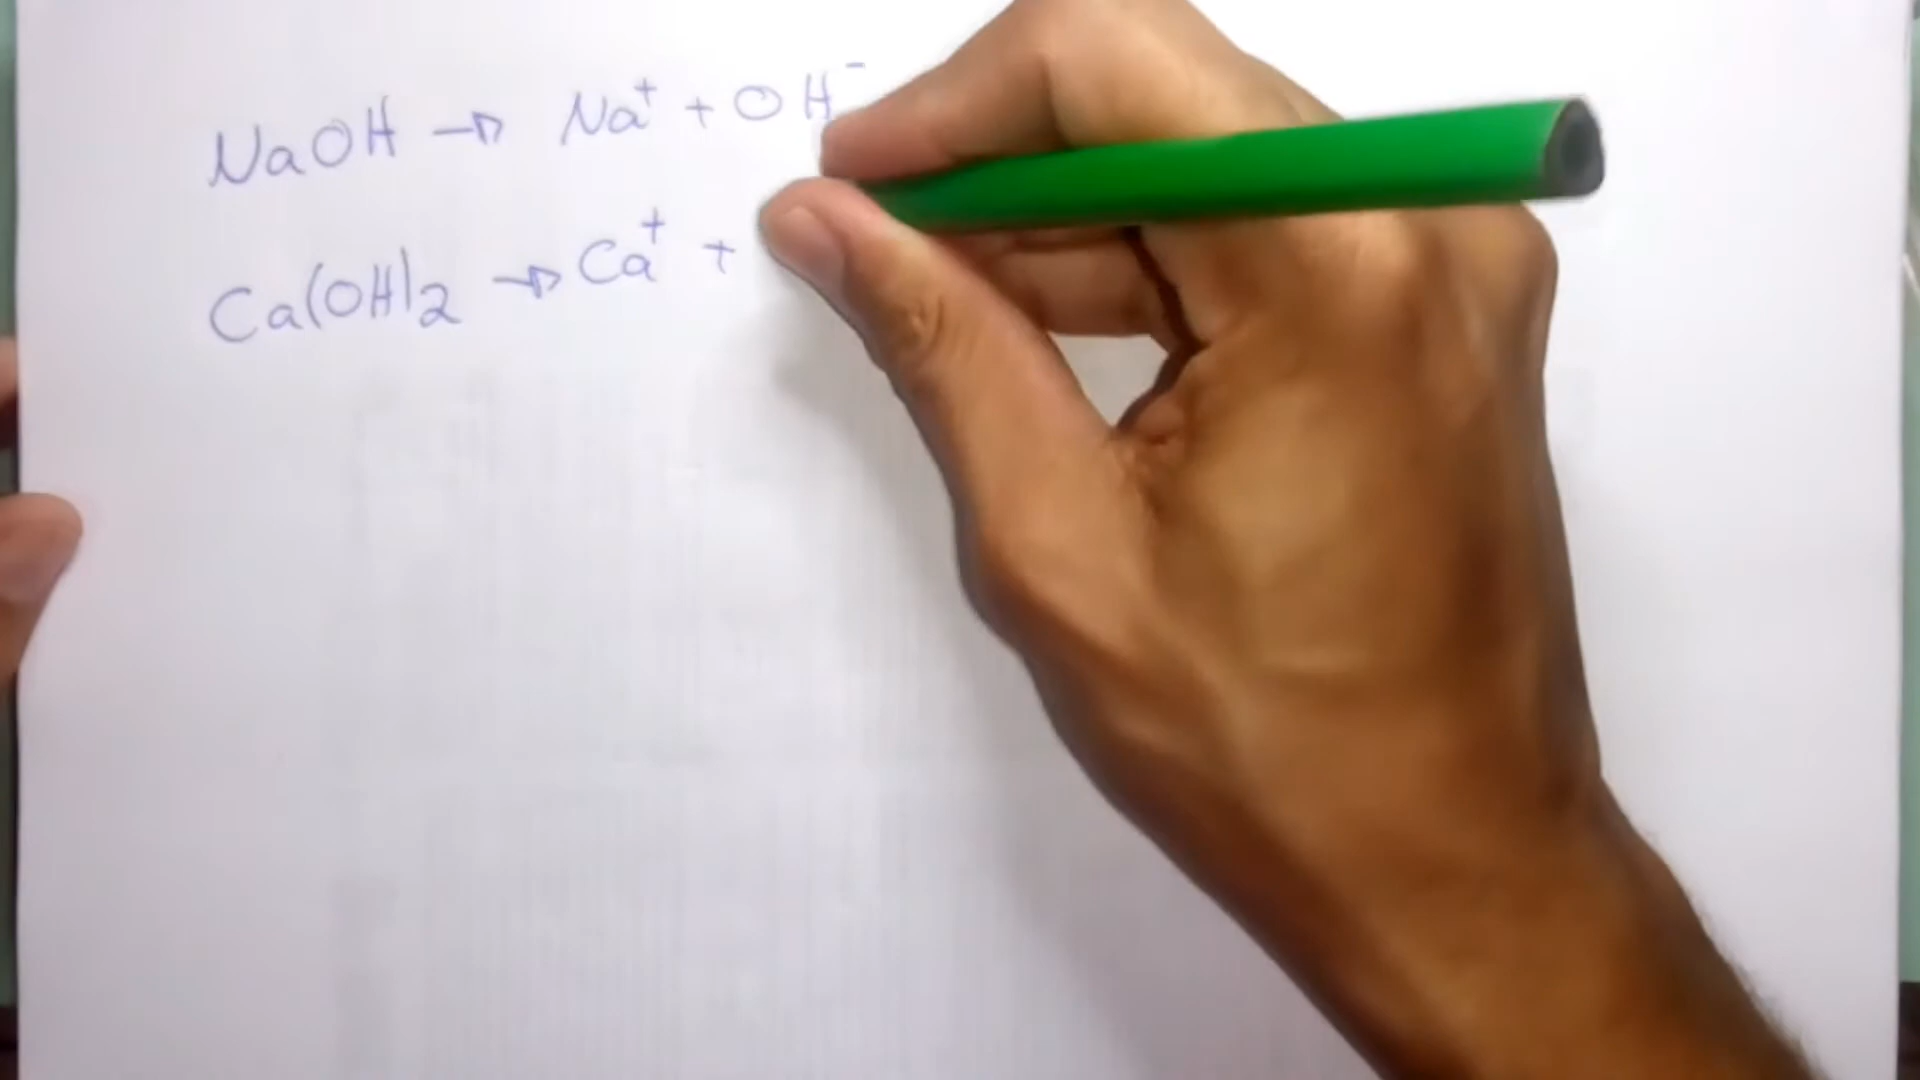 NaOH → Na⁺ + OH⁻
Ca(OH)₂ → Ca⁺ +